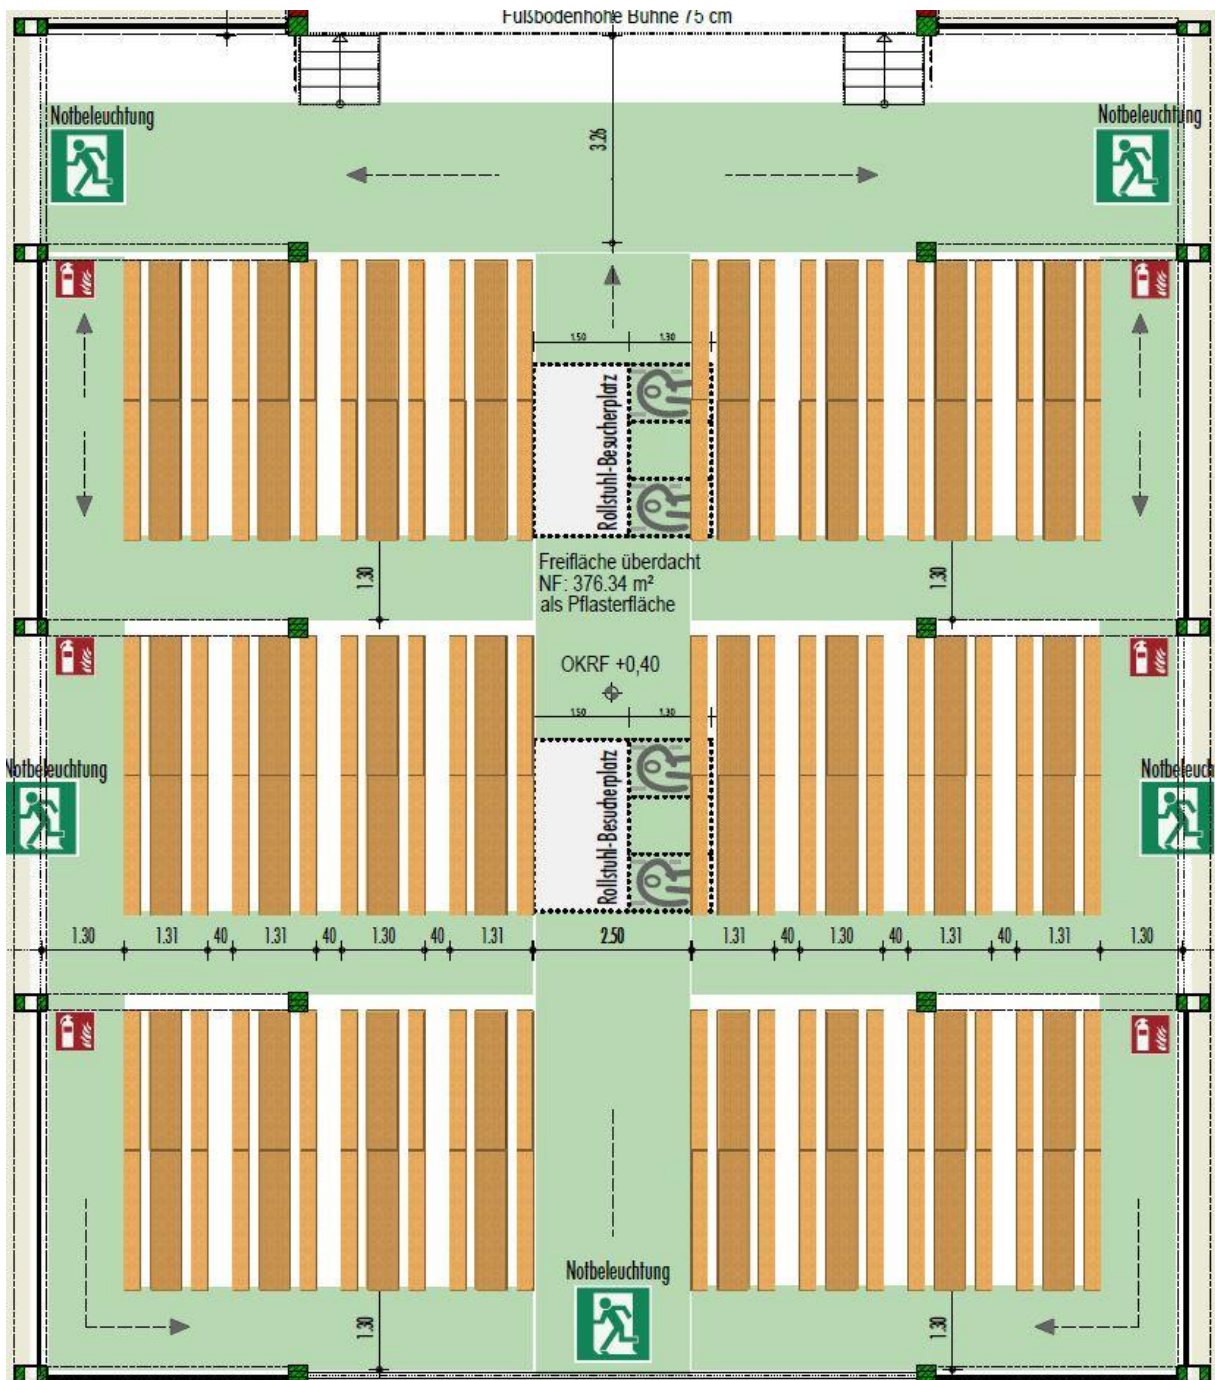 Fußbodenhöhe Bühne 75 cm
Notbeleuchtung
Notbeleuchtung
3.26
1.50
1.30
Rollstuhl-Besucherplatz
Freifläche überdacht
NF: 376.34 m²
als Pflasterfläche
1.30
1.30
OKRF +0,40
1.50
1.30
Rollstuhl-Besucherplatz
Notbeleuchtung
Notbeleuch
1.30
1.31
40
1.31
40
1.30
40
1.31
2.50
1.31
40
1.30
40
1.31
40
1.31
1.30
Notbeleuchtung
1.30
1.30